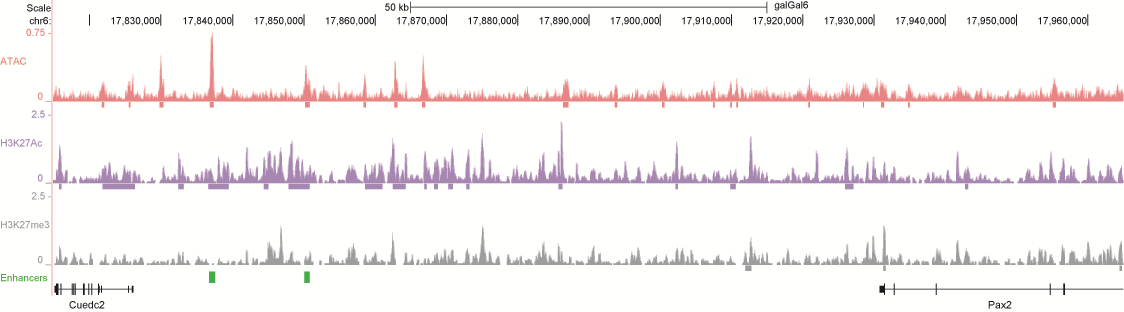 Scale 50 kb galGal6
chr6: 17,830,000 17,840,000 17,850,000 17,860,000 17,870,000 17,880,000 17,890,000 17,900,000 17,910,000 17,920,000 17,930,000 17,940,000 17,950,000 17,960,000
0.75
ATAC
0
2.5
H3K27Ac
0
2.5
H3K27me3
0
Enhancers
Cuedc2 Pax2